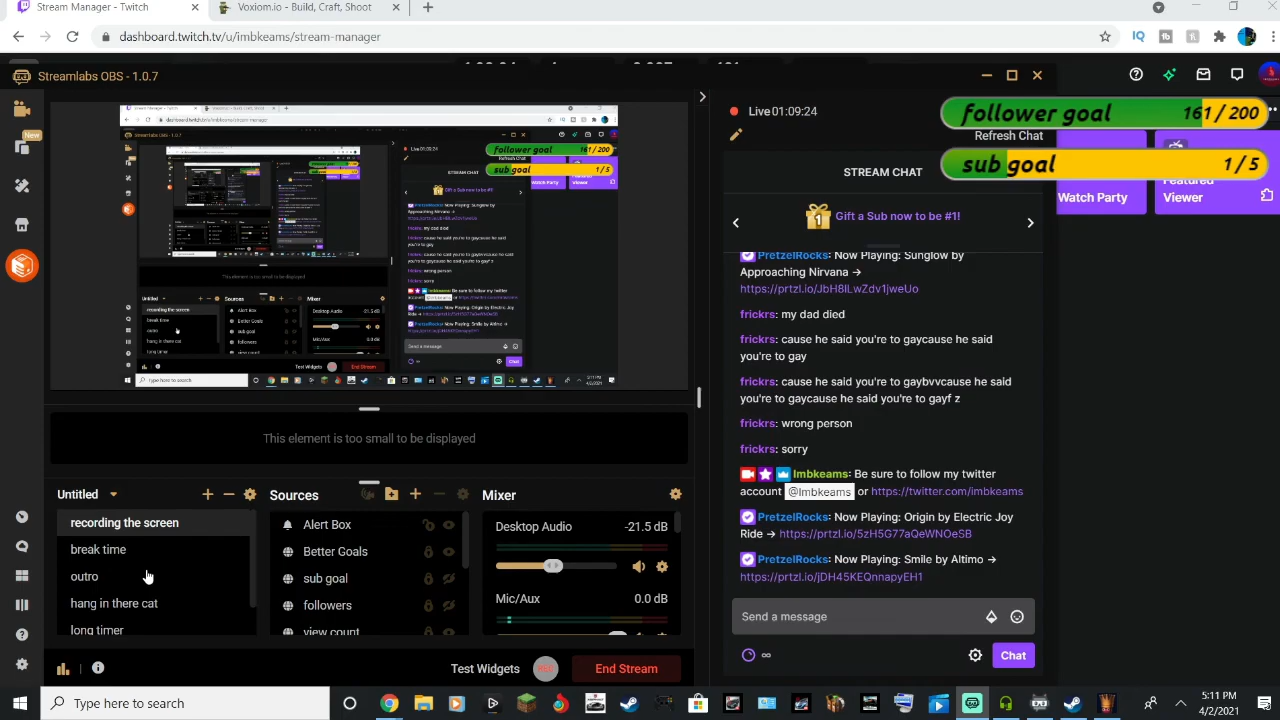 Stream Manager - Twitch
Voxiom.io - Build, Craft, Shoot
dashboard.twitch.tv/u/imbkeams/stream-manager
Streamlabs OBS - 1.0.7
New
Live 01:09:24
follower goal 161 / 200
Refresh Chat
sub goal 1 / 5
Watch Party
Featured
Viewer
STREAM CHAT
Gift a Sub now to be #1!
PretzelRocks: Now Playing: Sunglow by
Approaching Nirvana →
https://prtzl.io/JbH8lLwZdv1jweUo
frickrs: my dad died
frickrs: cause he said you're to gaycause he said
you're to gay
frickrs: cause he said you're to gaybvvcause he said
you're to gaycause he said you're to gayf z
frickrs: wrong person
frickrs: sorry
Imbkeams: Be sure to follow my twitter
account @Imbkeams or https://twitter.com/imbkeams
PretzelRocks: Now Playing: Origin by Electric Joy
Ride → https://prtzl.io/5zH5G77aQeWNOeSB
PretzelRocks: Now Playing: Smile by Altimo →
https://prtzl.io/jDH45KEQnnapyEH1
Send a message
∞
Chat
This element is too small to be displayed
Untitled
recording the screen
break time
outro
hang in there cat
long timer
Sources
Alert Box
Better Goals
sub goal
followers
view count
Mixer
Desktop Audio -21.5 dB
Mic/Aux 0.0 dB
Test Widgets
REC
End Stream
Type here to search
5:11 PM
4/2/2021